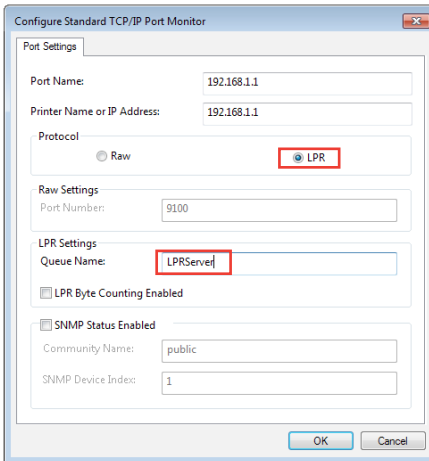 Configure Standard TCP/IP Port Monitor
Port Settings
Port Name: 192.168.1.1
Printer Name or IP Address: 192.168.1.1
Protocol
Raw LPR
Raw Settings
Port Number: 9100
LPR Settings
Queue Name: LPRServer
LPR Byte Counting Enabled
SNMP Status Enabled
Community Name: public
SNMP Device Index: 1
OK Cancel